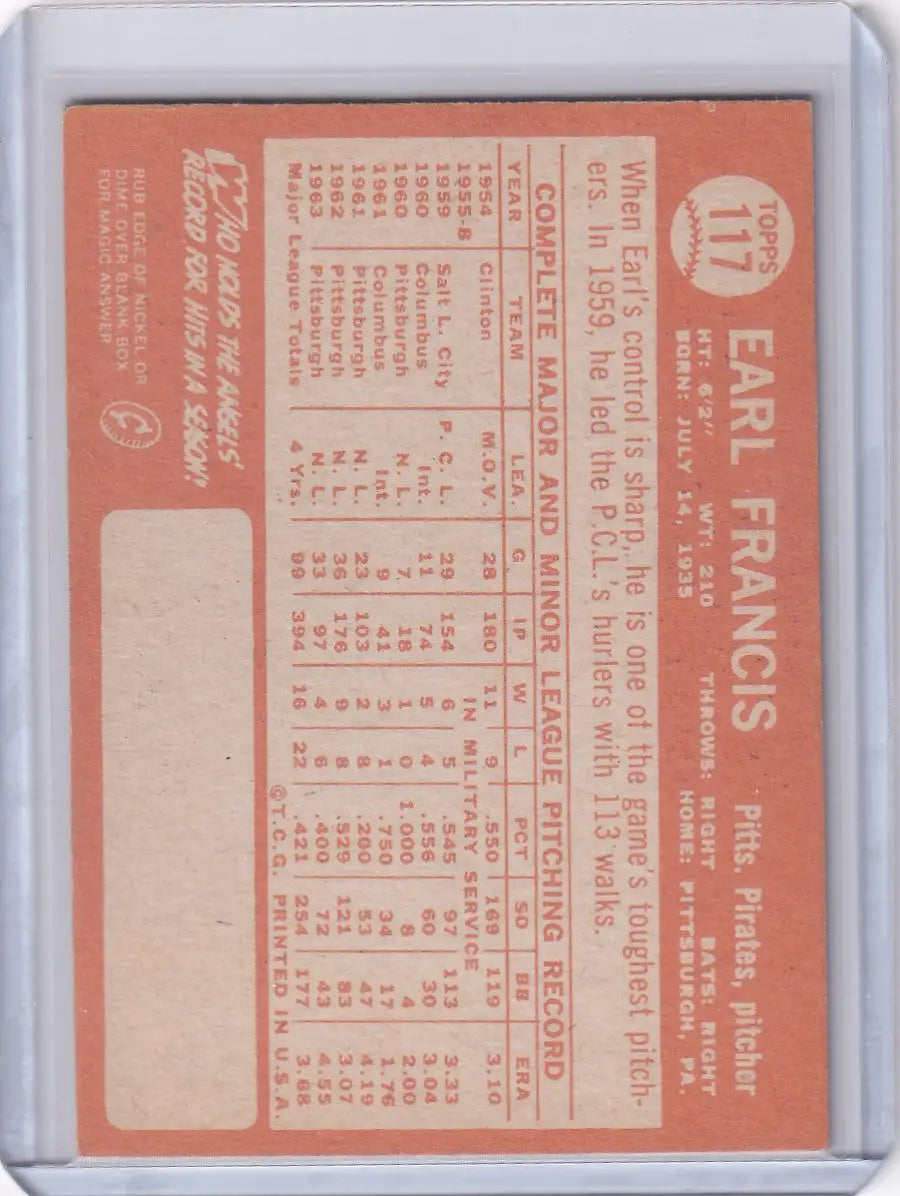 TOPPS
117
EARL FRANCIS Pitts. Pirates, pitcher
HT: 6'2" WT: 210 THROWS: RIGHT BATS: RIGHT
BORN: JULY 14, 1935 HOME: PITTSBURGH, PA.
When Earl's control is sharp, he is one of the game's toughest pitch-
ers. In 1959, he led the P.C.L.'s hurlers with 113 walks.
COMPLETE MAJOR AND MINOR LEAGUE PITCHING RECORD
YEAR TEAM LEA. G IP W L PCT SO BB ERA
1954 Clinton M.O.V. 28 180 11 9 .550 169 119 3.10
1955-8 IN MILITARY SERVICE
1959 Salt L. City P. C. L. 29 154 6 5 .545 97 113 3.33
1960 Columbus Int. 11 74 5 4 .556 60 30 3.04
1960 Pittsburgh N. L. 7 18 1 0 1.000 8 4 2.00
1961 Columbus Int. 9 41 3 1 .750 34 17 1.76
1961 Pittsburgh N. L. 23 103 2 8 .200 53 47 4.19
1962 Pittsburgh N. L. 36 176 9 8 .529 121 83 3.07
1963 Pittsburgh N. L. 33 97 4 6 .400 72 43 4.55
Major League Totals 4 Yrs. 99 394 16 22 .421 254 177 3.68
©T.C.G. PRINTED IN U.S.A.
WHO HOLDS THE ANGELS'
RECORD FOR HITS IN A SEASON?
RUB EDGE OF NICKEL OR
DIME OVER BLANK BOX
FOR MAGIC ANSWER